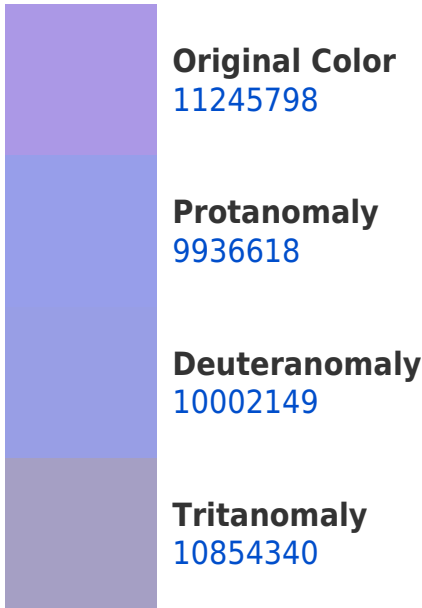 Original Color
11245798
Protanomaly
9936618
Deuteranomaly
10002149
Tritanomaly
10854340